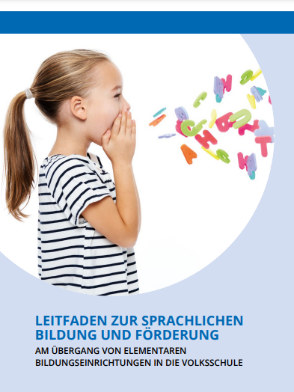 LEITFADEN ZUR SPRACHLICHEN
BILDUNG UND FÖRDERUNG
AM ÜBERGANG VON ELEMENTAREN
BILDUNGSEINRICHTUNGEN IN DIE VOLKSSCHULE